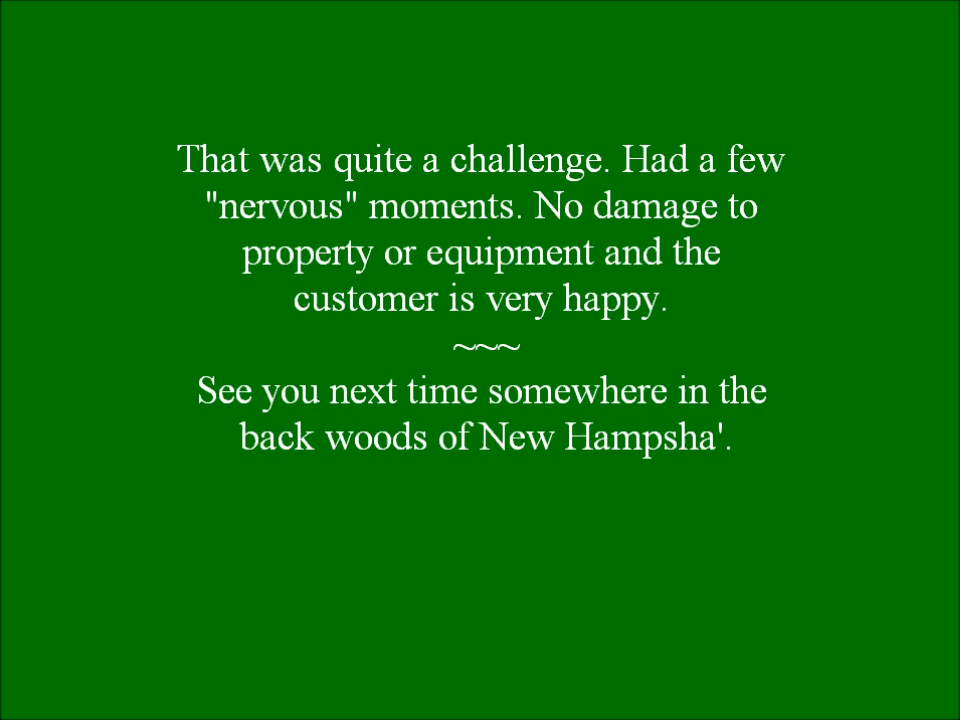 That was quite a challenge. Had a few
"nervous" moments. No damage to
property or equipment and the
customer is very happy.
~~~
See you next time somewhere in the
back woods of New Hampsha'.